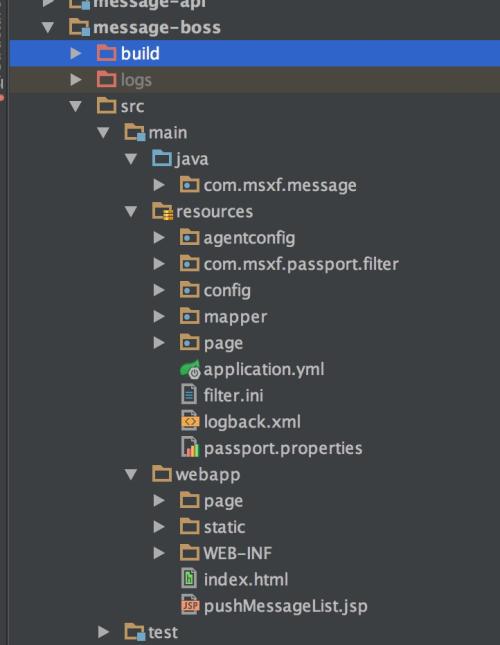 message-api
message-boss
build
logs
src
main
java
com.msxf.message
resources
agentconfig
com.msxf.passport.filter
config
mapper
page
application.yml
filter.ini
logback.xml
passport.properties
webapp
page
static
WEB-INF
index.html
pushMessageList.jsp
test